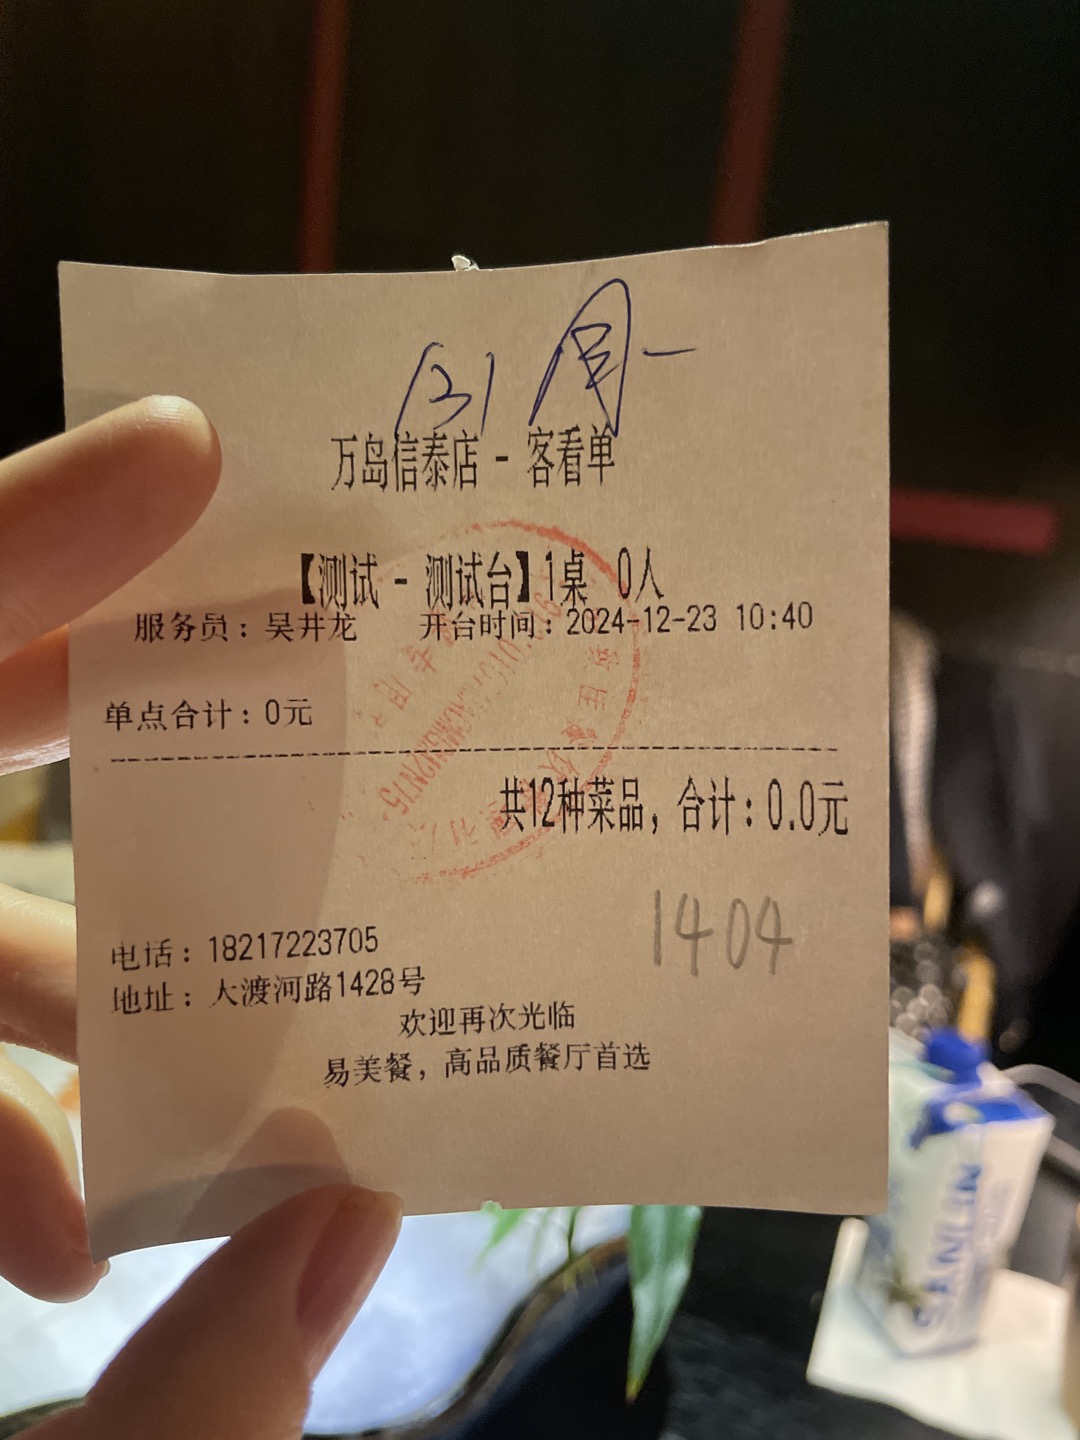 万岛信泰店 - 客看单
【测试 - 测试台】1桌 0人
服务员：吴井龙 开台时间：2024-12-23 10:40
单点合计：0元
共12种菜品，合计：0.0元
1404
电话：18217223705
地址：大渡河路1428号
欢迎再次光临
易美餐，高品质餐厅首选
SANLIN